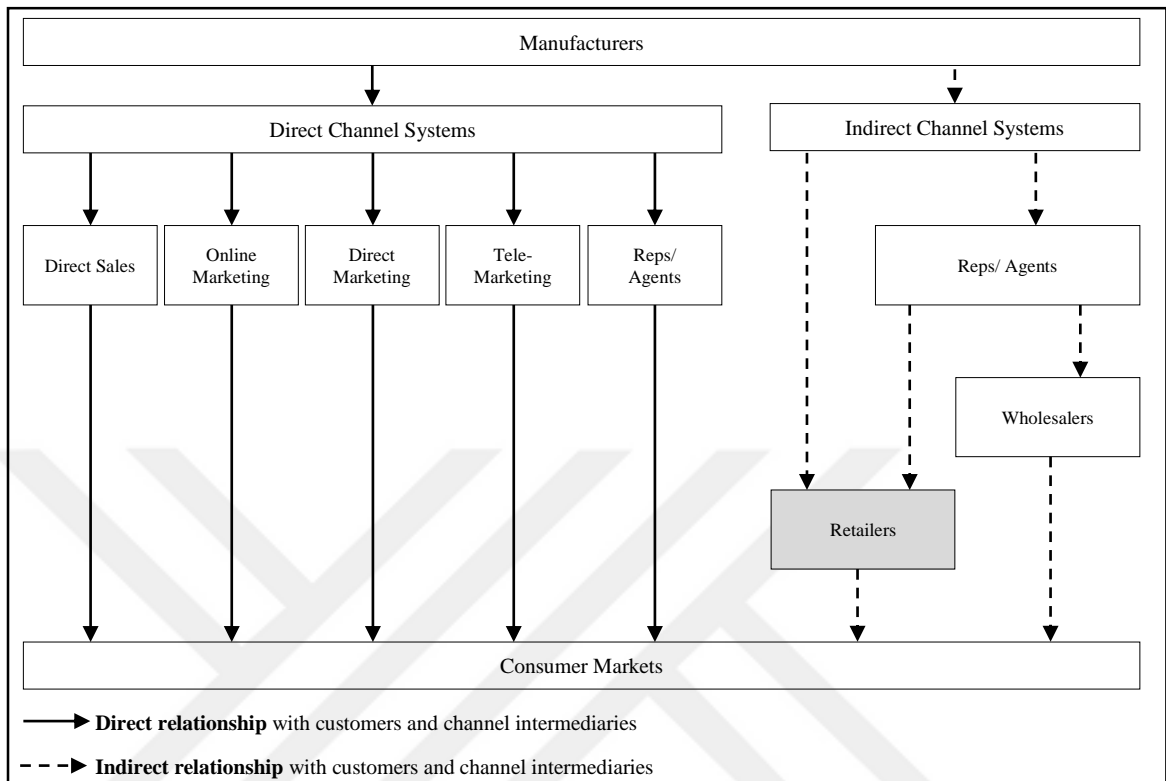 Manufacturers
Direct Channel Systems
Indirect Channel Systems
Direct Sales
Online
Marketing
Direct
Marketing
Tele-
Marketing
Reps/
Agents
Reps/ Agents
Wholesalers
Retailers
Consumer Markets
Direct relationship with customers and channel intermediaries
Indirect relationship with customers and channel intermediaries